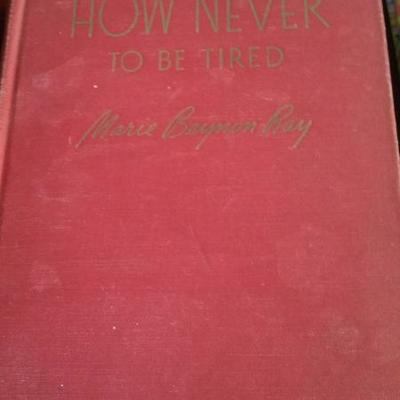 HOW NEVER
TO BE TIRED
Marie Beynon Ray